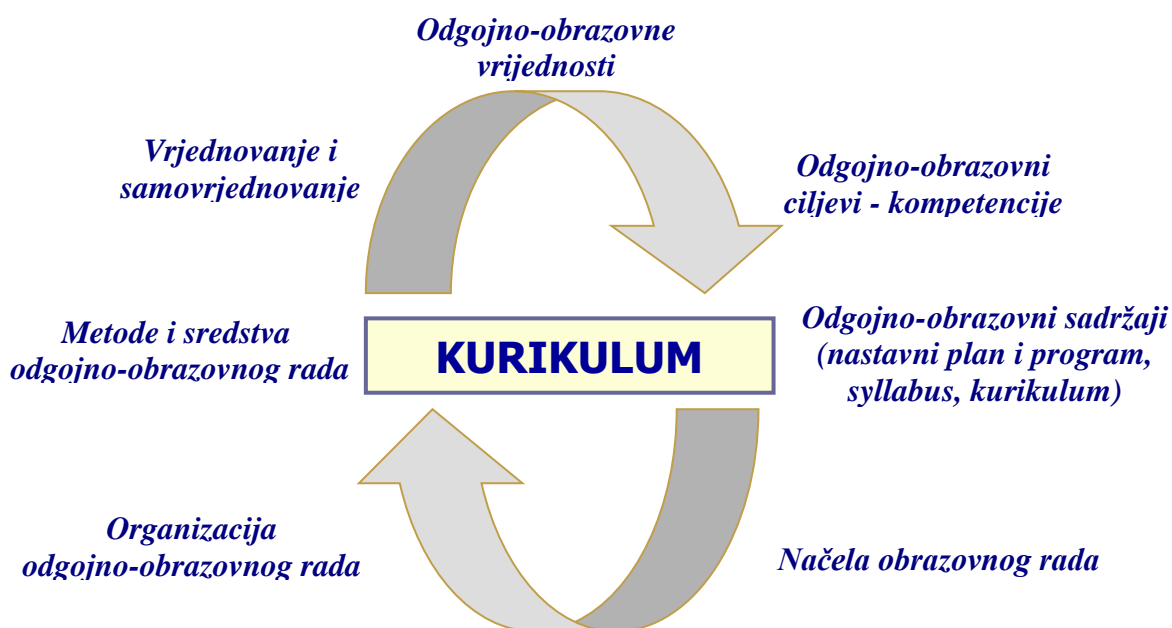 Odgojno-obrazovne
vrijednosti
Vrjednovanje i
samovrjednovanje
Odgojno-obrazovni
ciljevi - kompetencije
Metode i sredstva
odgojno-obrazovnog rada
KURIKULUM
Odgojno-obrazovni sadržaji
(nastavni plan i program,
syllabus, kurikulum)
Organizacija
odgojno-obrazovnog rada
Načela obrazovnog rada